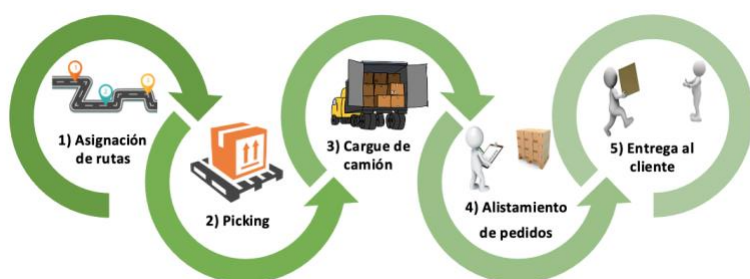 1) Asignación
de rutas
2) Picking
3) Cargue de
camión
4) Alistamiento
de pedidos
5) Entrega al
cliente